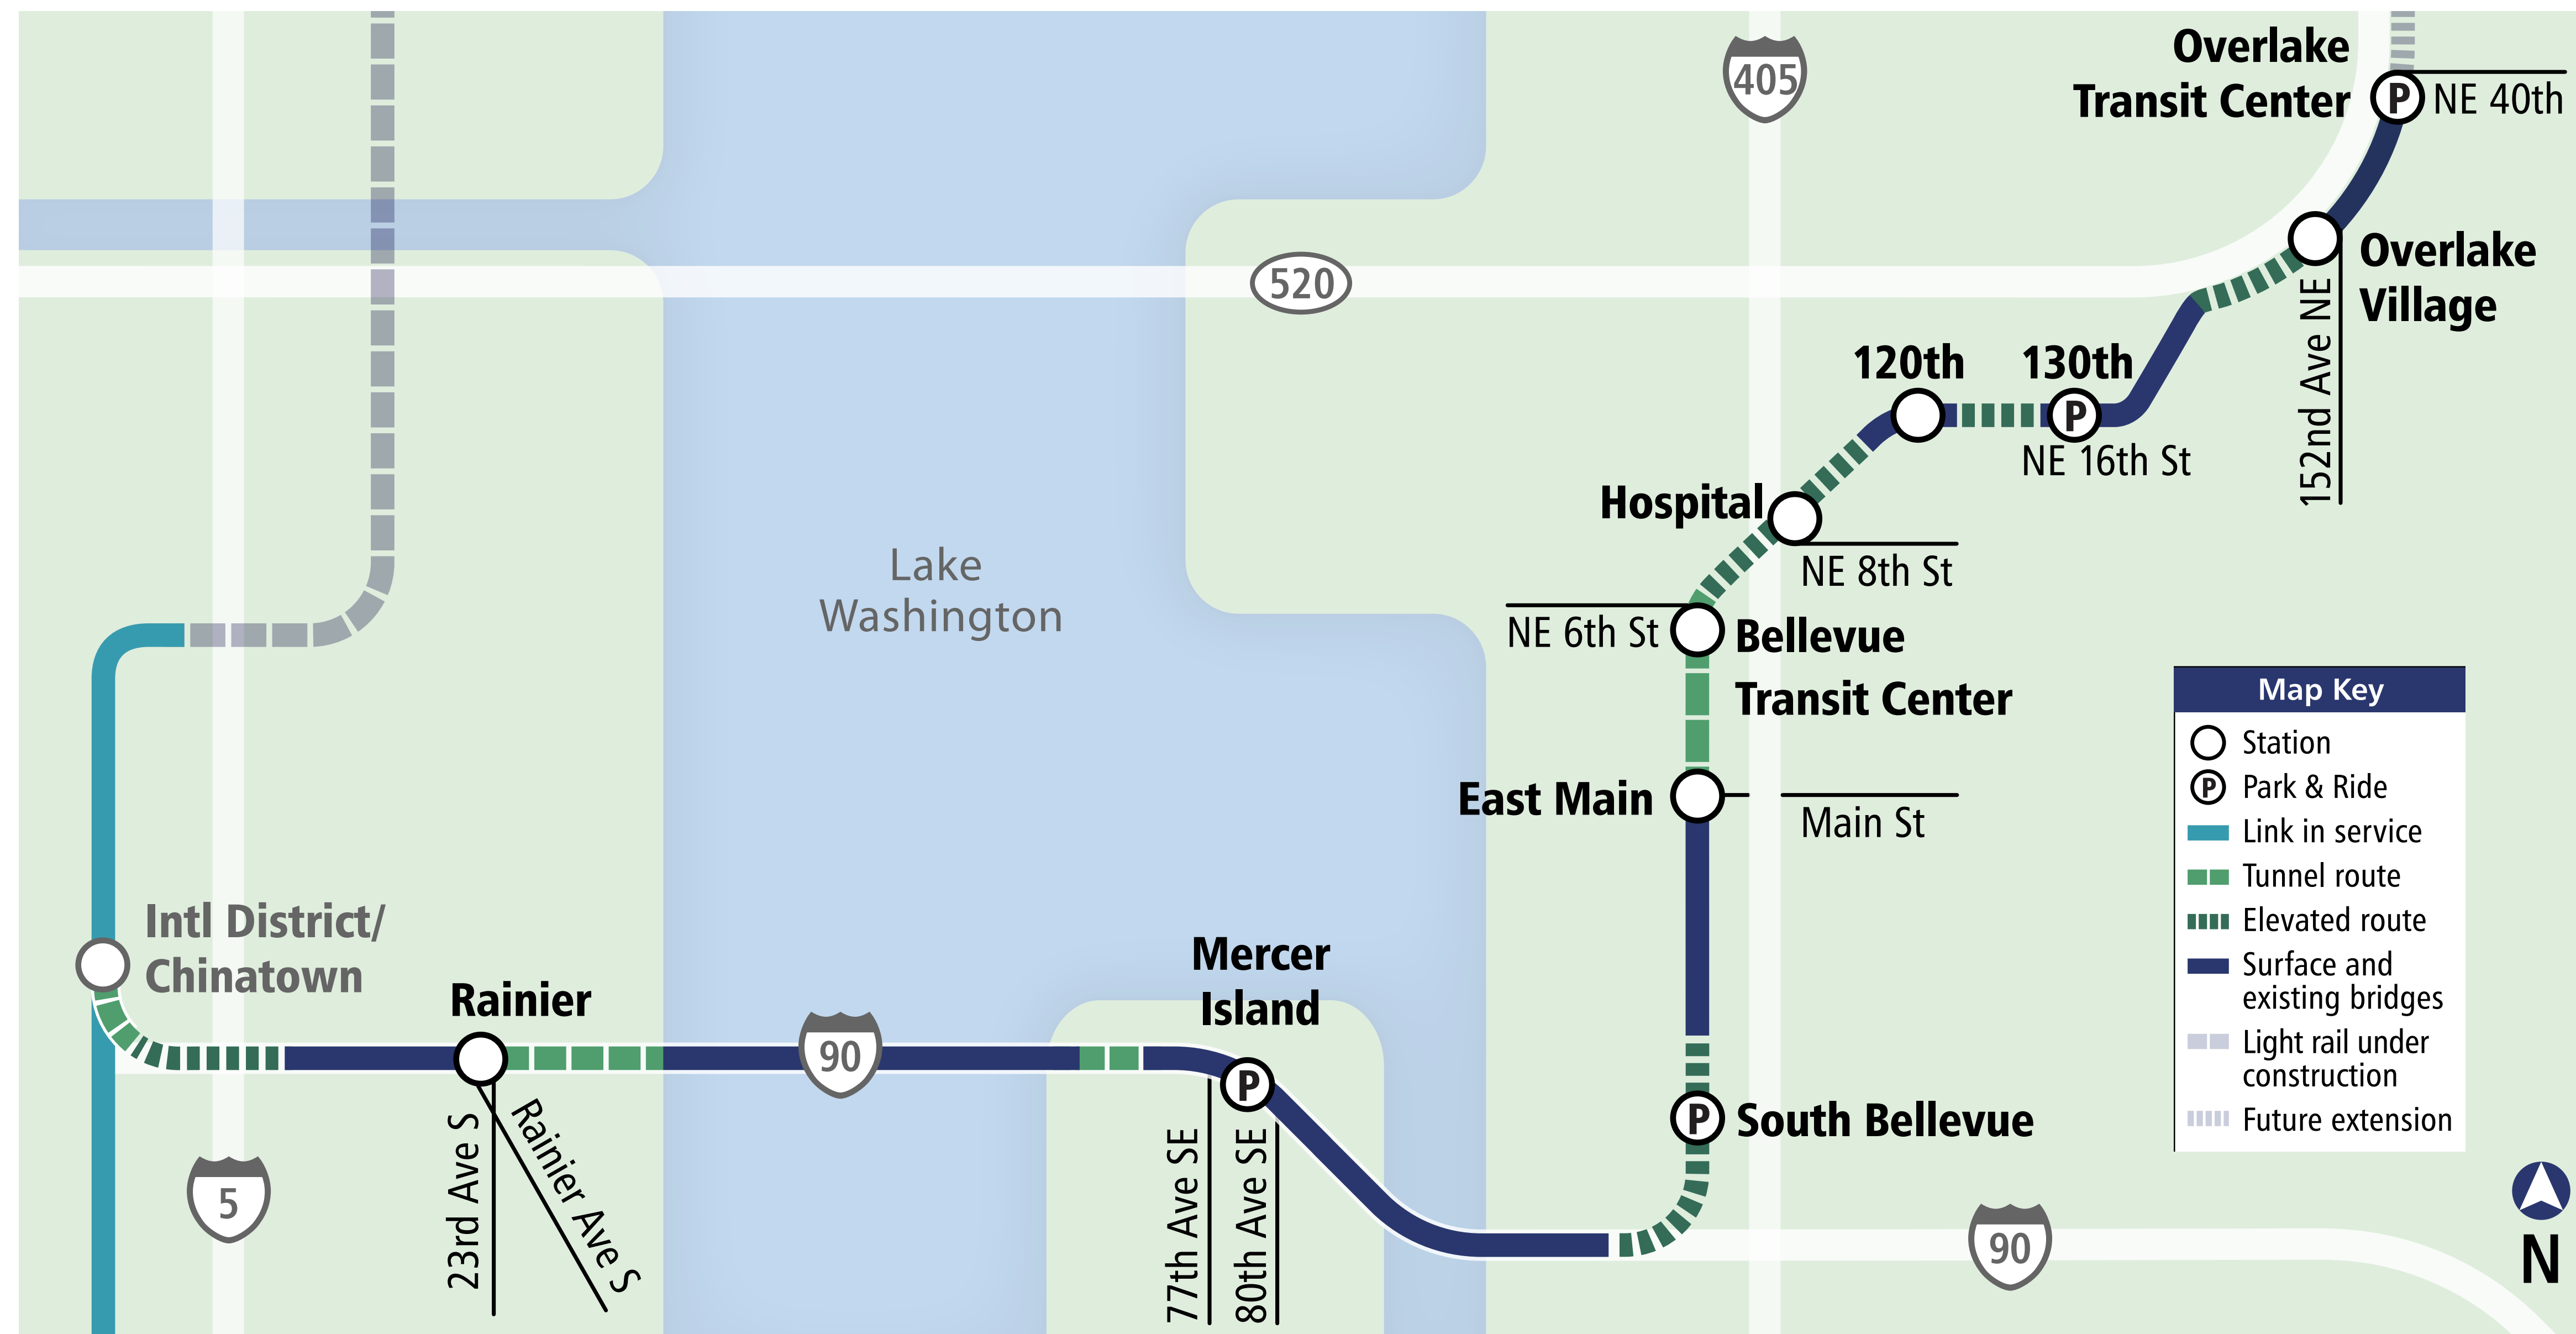 Overlake
Transit Center
P
NE 40th
405
520
Overlake
Village
152nd Ave NE
120th
130th
P
NE 16th St
Hospital
NE 8th St
Lake
Washington
NE 6th St
Bellevue
Transit Center
East Main
Main St
Map Key
Station
P
Park & Ride
Link in service
Tunnel route
Elevated route
Surface and
existing bridges
Light rail under
construction
Future extension
Intl District/
Chinatown
Rainier
90
Mercer
Island
P
P
South Bellevue
5
23rd Ave S
Rainier Ave S
77th Ave SE
80th Ave SE
90
N